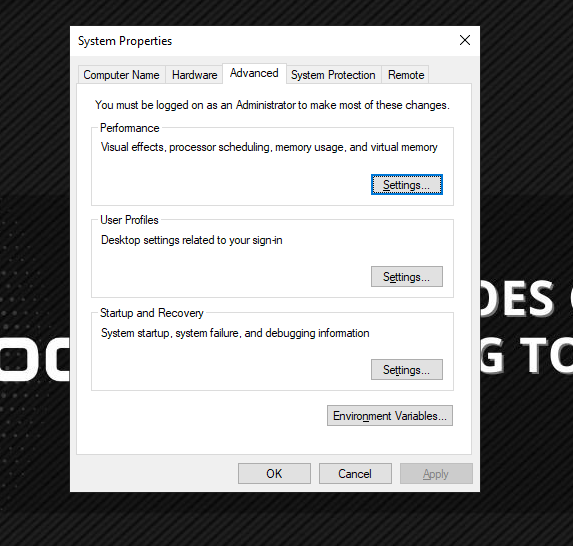 System Properties
Computer Name Hardware Advanced System Protection Remote
You must be logged on as an Administrator to make most of these changes.
Performance
Visual effects, processor scheduling, memory usage, and virtual memory
Settings...
User Profiles
Desktop settings related to your sign-in
Settings...
Startup and Recovery
System startup, system failure, and debugging information
Settings...
Environment Variables...
OK Cancel Apply
DES
G TO